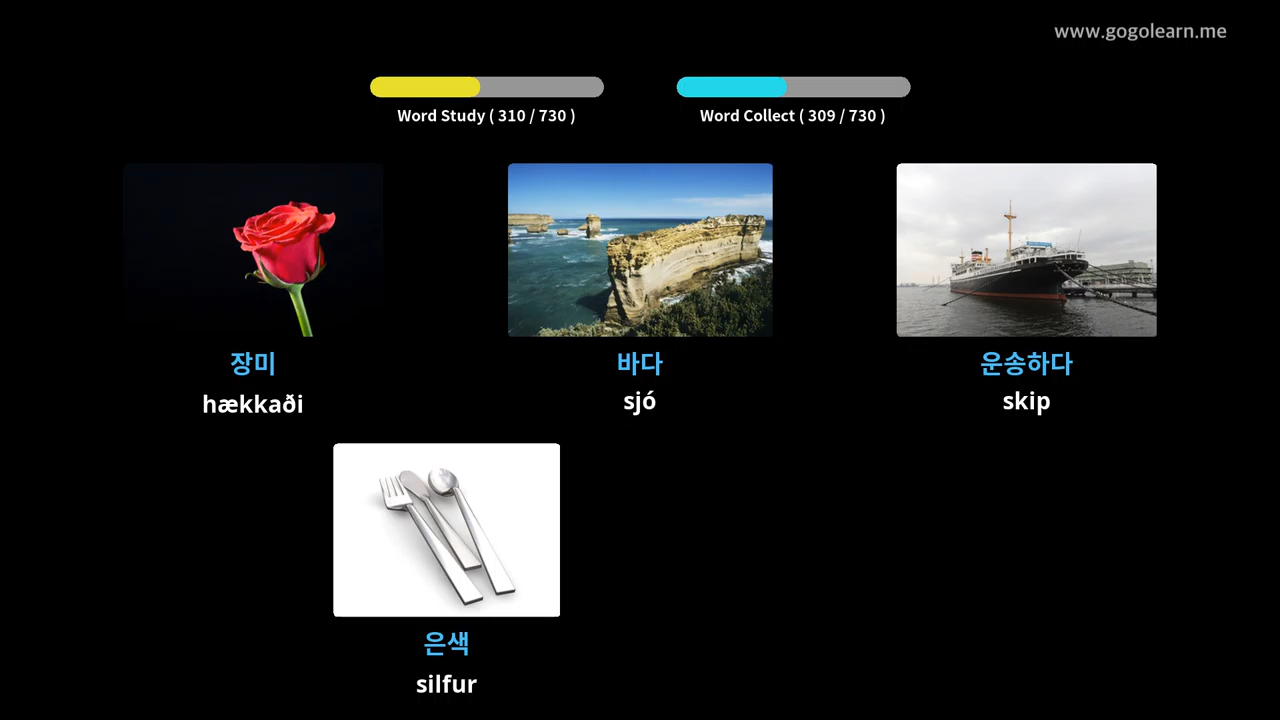 www.gogolearn.me
Word Study ( 310 / 730 )
Word Collect ( 309 / 730 )
장미
바다
운송하다
hækkaði
sjó
skip
은색
silfur